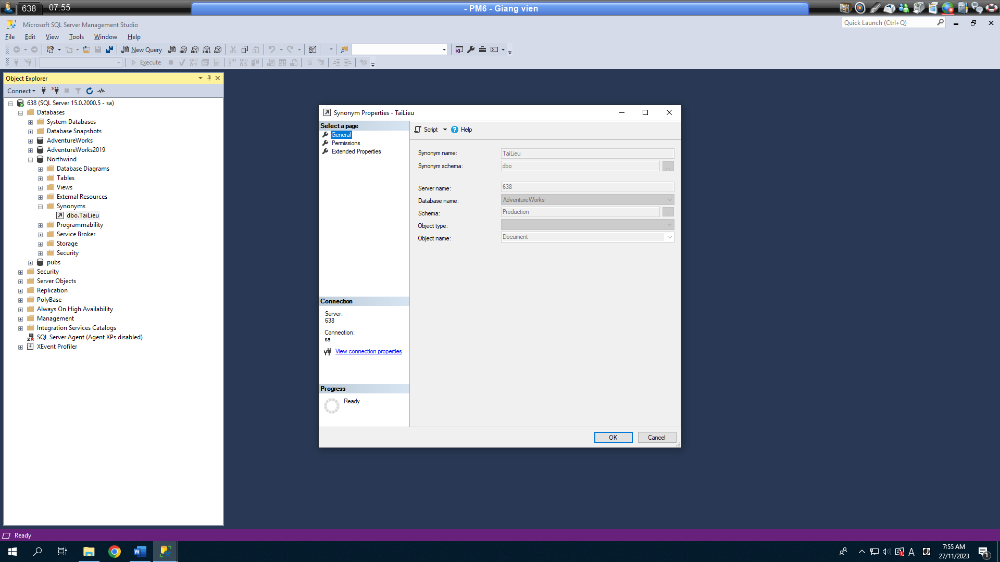 638
07:55
- PM6 - Giang vien
Microsoft SQL Server Management Studio
Quick Launch (Ctrl+Q)
File Edit View Tools Window Help
New Query
MDX DMX XMLA DAX
Execute
Object Explorer
Connect
638 (SQL Server 15.0.2000.5 - sa)
Databases
System Databases
Database Snapshots
AdventureWorks
AdventureWorks2019
Northwind
Database Diagrams
Tables
Views
External Resources
Synonyms
dbo.TaiLieu
Programmability
Service Broker
Storage
Security
pubs
Security
Server Objects
Replication
PolyBase
Always On High Availability
Management
Integration Services Catalogs
SQL Server Agent (Agent XPs disabled)
XEvent Profiler
Synonym Properties - TaiLieu
Select a page
General
Permissions
Extended Properties
Script
Help
Synonym name: TaiLieu
Synonym schema: dbo ...
Server name: 638
Database name: AdventureWorks
Schema: Production ...
Object type:
Object name: Document
Connection
Server:
638
Connection:
sa
View connection properties
Progress
Ready
OK
Cancel
Ready
A
7:55 AM
27/11/2023
1